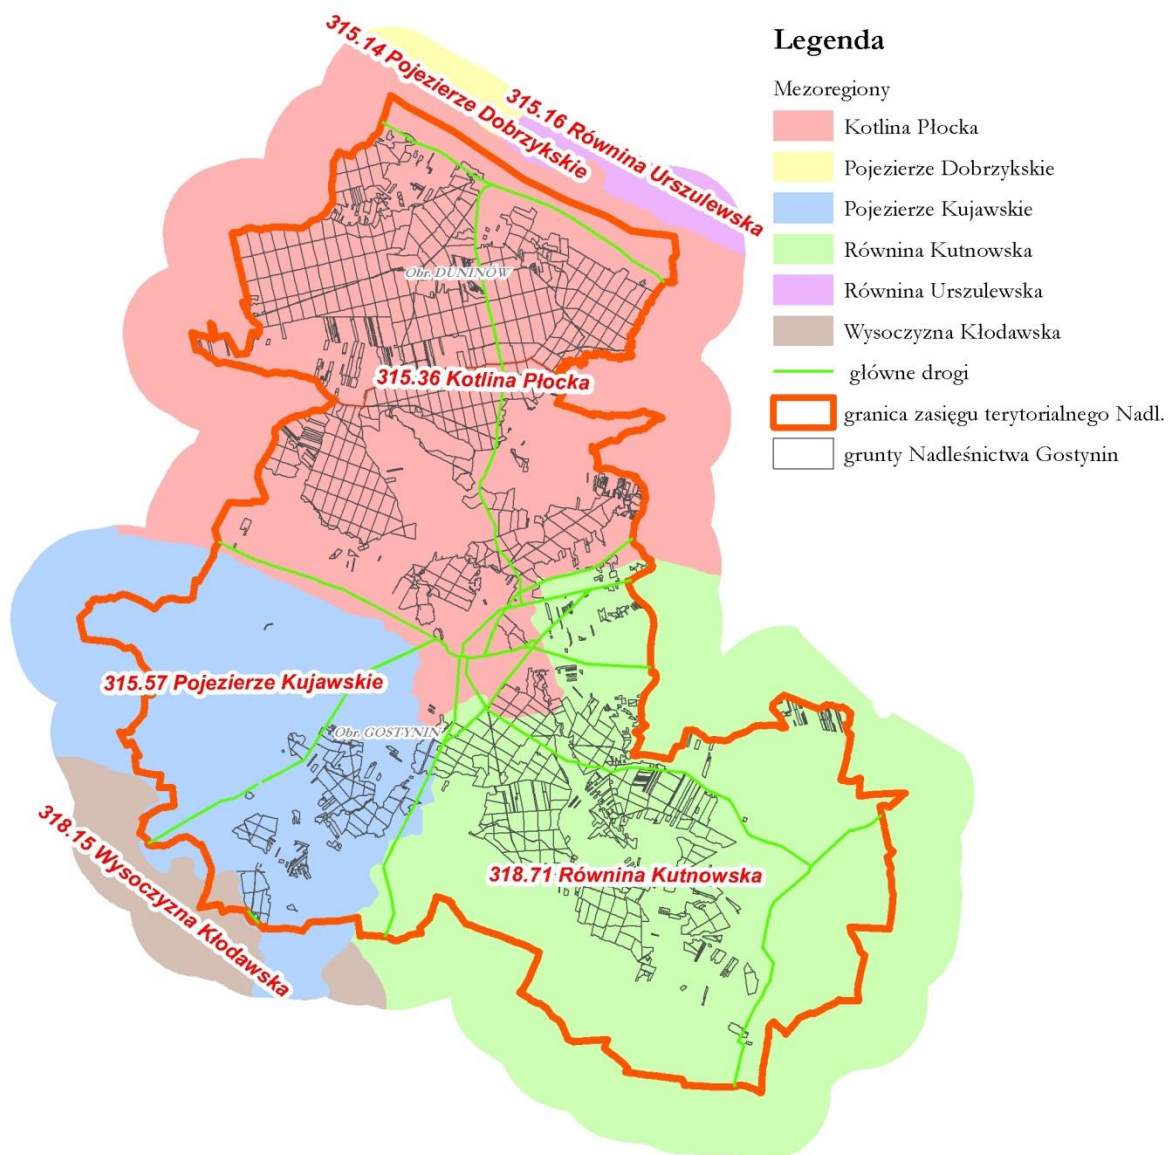 Legenda
Mezoregiony
Kotlina Płocka
Pojezierze Dobrzykskie
Pojezierze Kujawskie
Równina Kutnowska
Równina Urszulewska
Wysoczyzna Kłodawska
główne drogi
granica zasięgu terytorialnego Nadl.
grunty Nadleśnictwa Gostynin
315.14 Pojezierze Dobrzykskie
315.16 Równina Urszulewska
Obr. DUNINÓW
315.36 Kotlina Płocka
315.57 Pojezierze Kujawskie
Obr. GOSTYNIN
318.15 Wysoczyzna Kłodawska
318.71 Równina Kutnowska